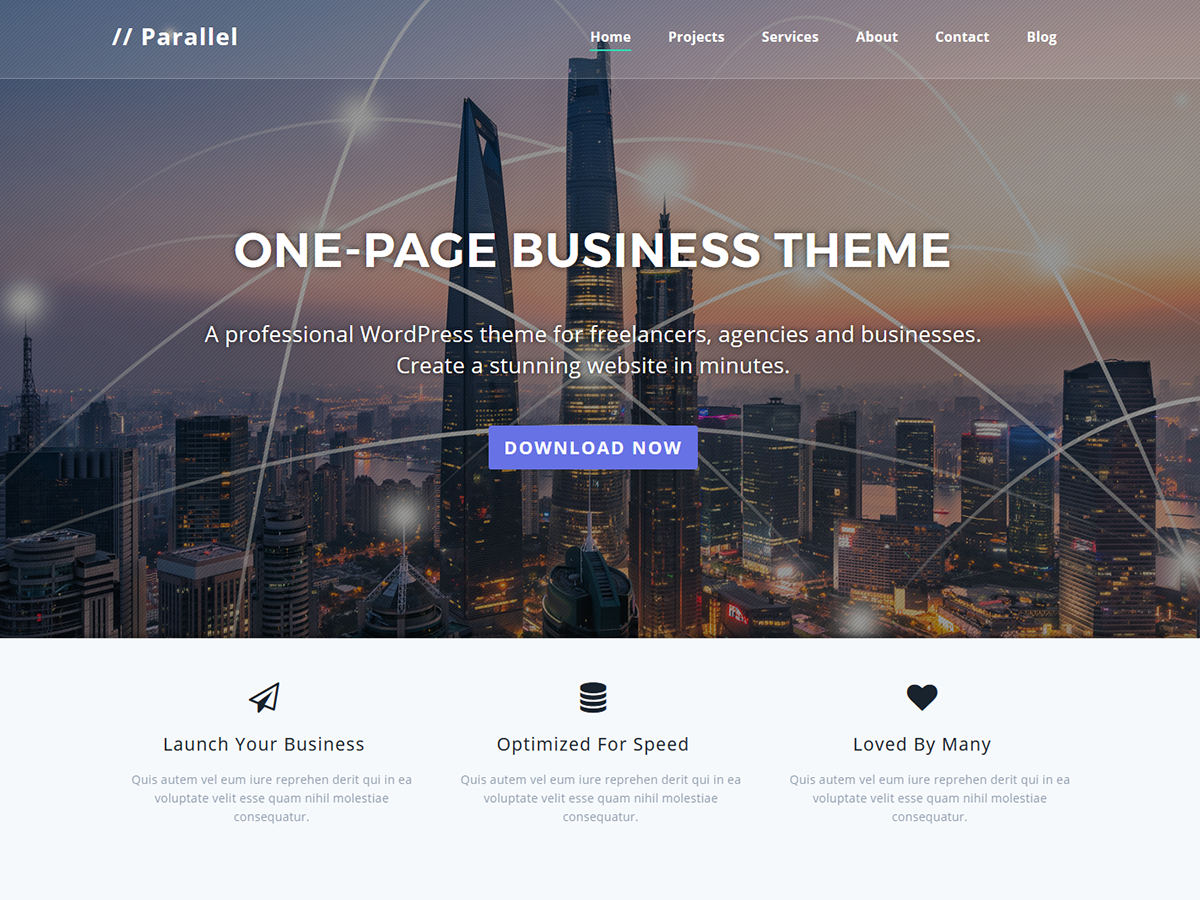 // Parallel
Home Projects Services About Contact Blog
ONE-PAGE BUSINESS THEME
A professional WordPress theme for freelancers, agencies and businesses.
Create a stunning website in minutes.
DOWNLOAD NOW
Launch Your Business
Quis autem vel eum iure reprehen derit qui in ea
voluptate velit esse quam nihil molestiae
consequatur.
Optimized For Speed
Quis autem vel eum iure reprehen derit qui in ea
voluptate velit esse quam nihil molestiae
consequatur.
Loved By Many
Quis autem vel eum iure reprehen derit qui in ea
voluptate velit esse quam nihil molestiae
consequatur.